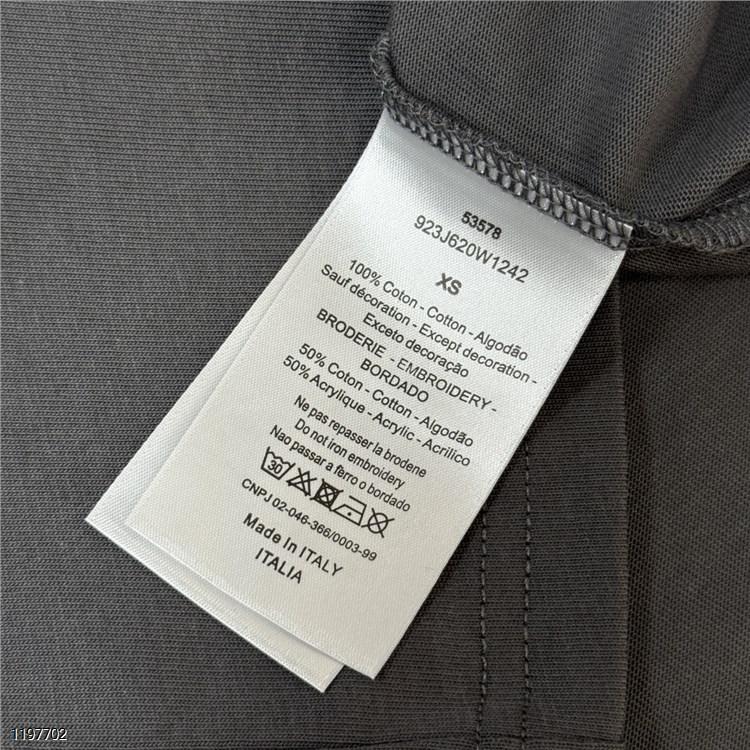 53578
923J620W1242
XS
100% Coton - Cotton - Algodão
Sauf décoration - Except decoration -
Exceto decoração
BRODERIE - EMBROIDERY -
BORDADO
50% Coton - Cotton - Algodão
50% Acrylique - Acrylic - Acrílico
Ne pas repasser la brodene
Do not iron embroidery
Nao passar a ferro o bordado
30
CNPJ 02-046-366/0003-99
Made In ITALY
ITALIA
1197702